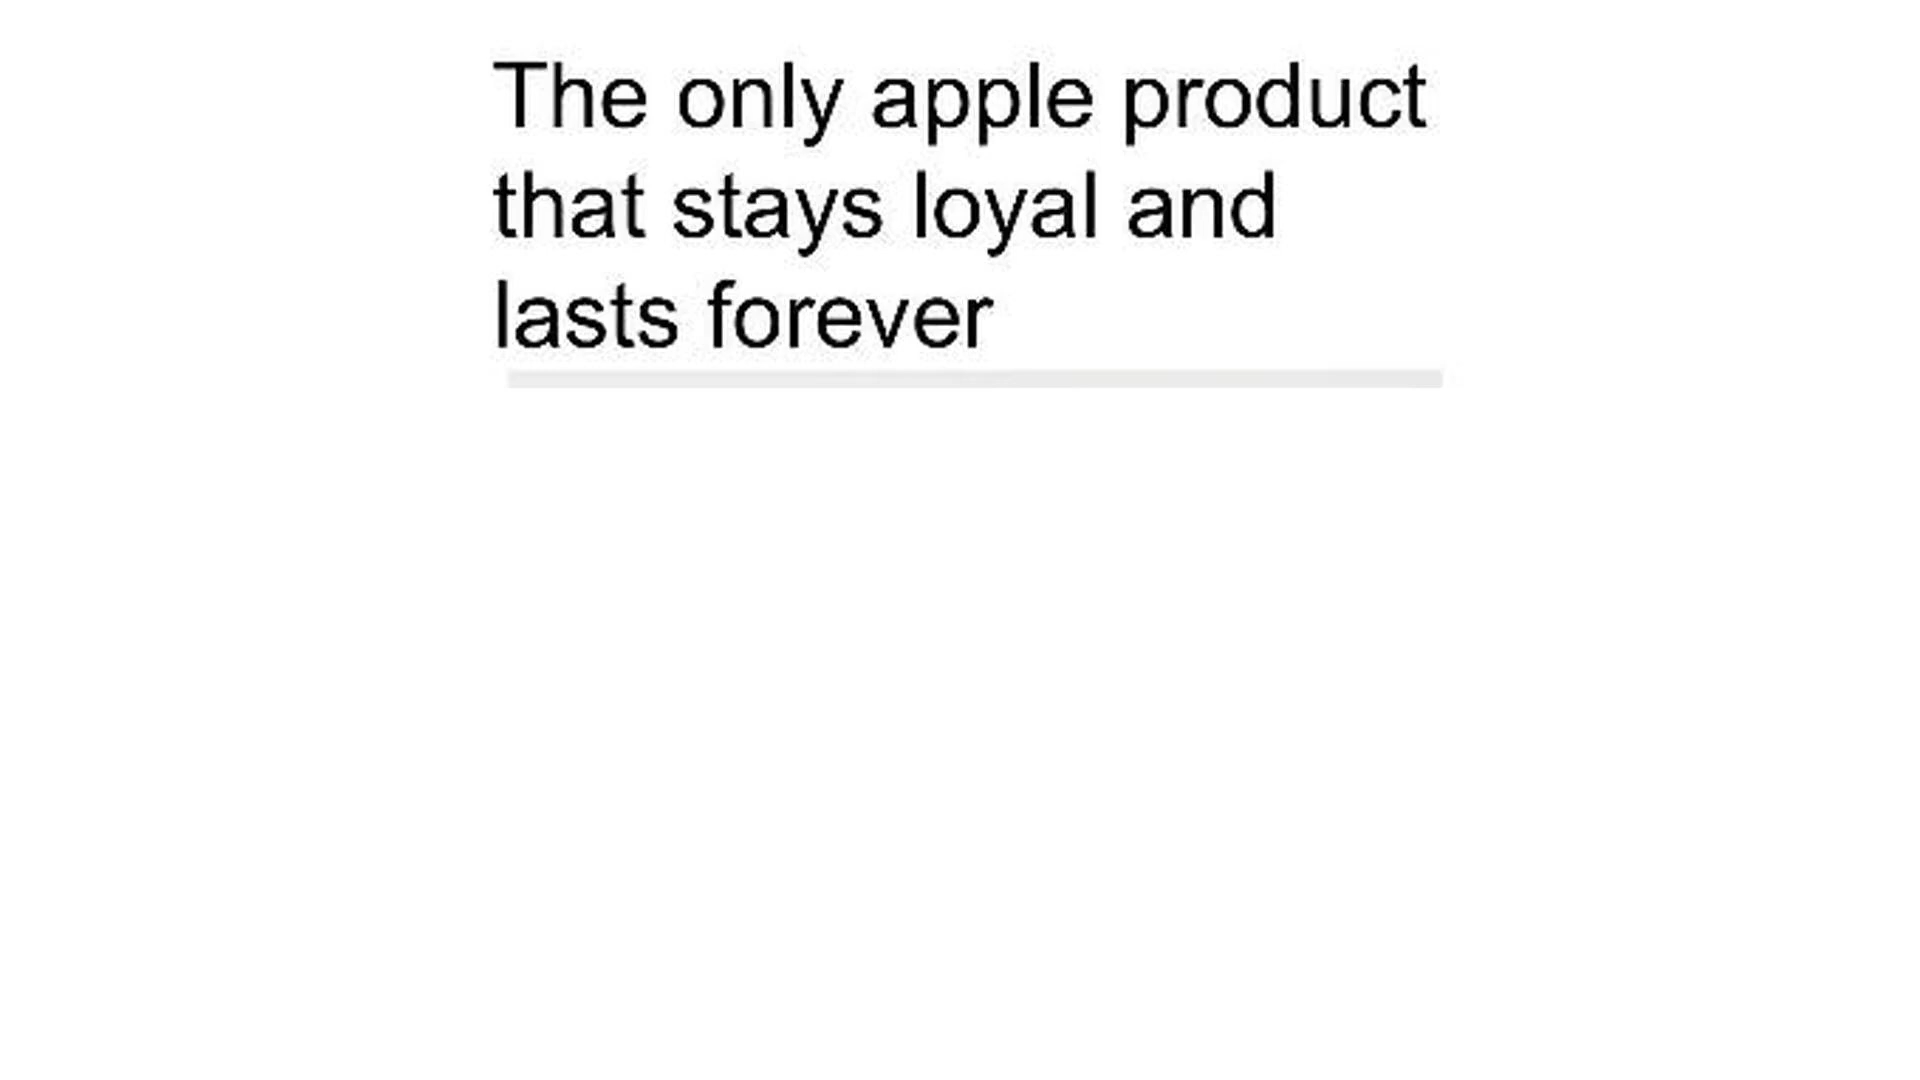 The only apple product
that stays loyal and
lasts forever